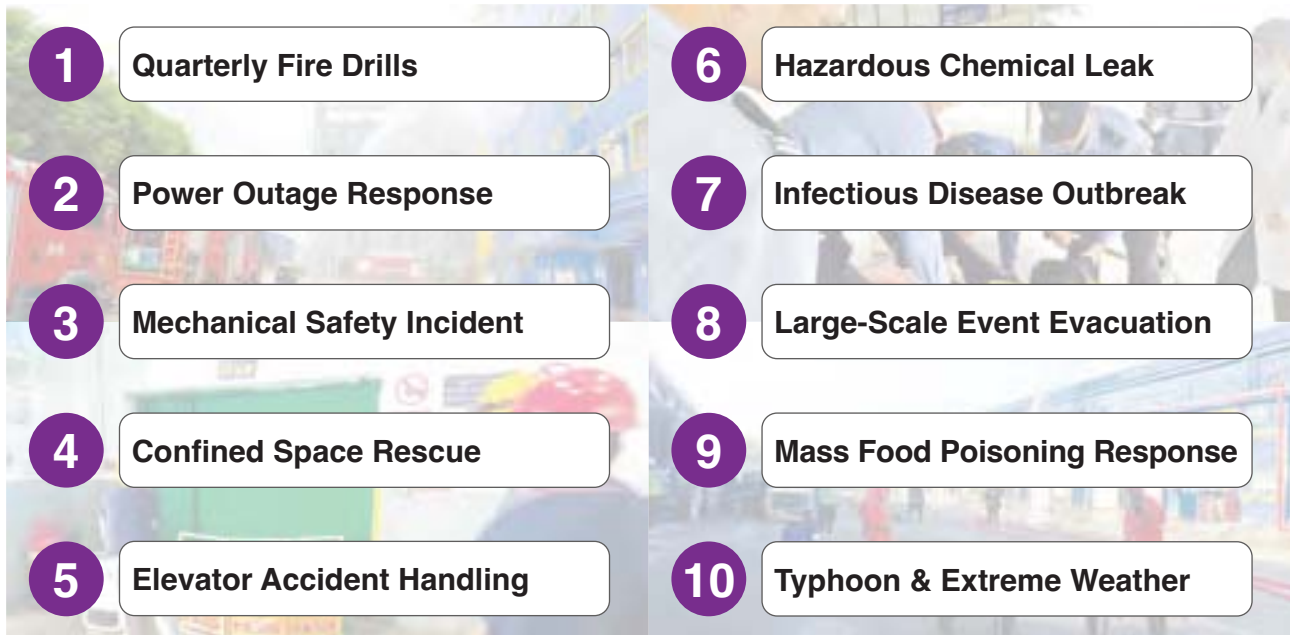 1 Quarterly Fire Drills
2 Power Outage Response
3 Mechanical Safety Incident
4 Confined Space Rescue
5 Elevator Accident Handling
6 Hazardous Chemical Leak
7 Infectious Disease Outbreak
8 Large-Scale Event Evacuation
9 Mass Food Poisoning Response
10 Typhoon & Extreme Weather